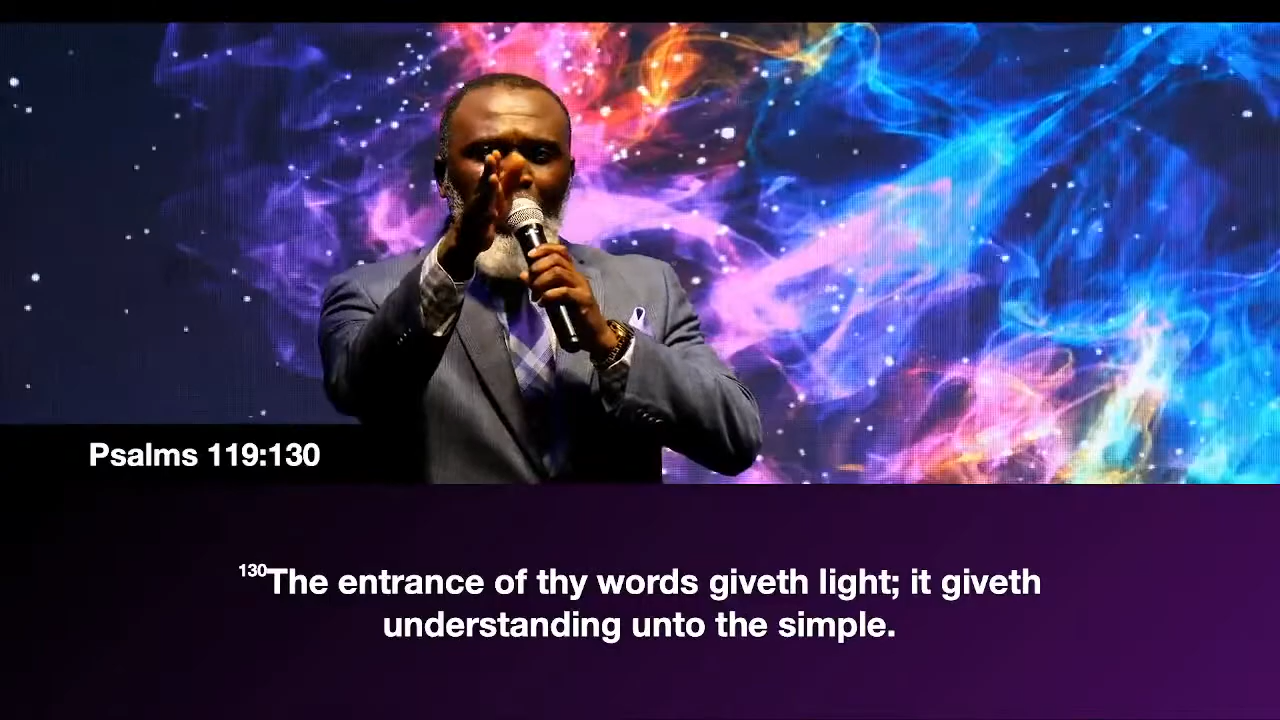 Psalms 119:130
130The entrance of thy words giveth light; it giveth
understanding unto the simple.